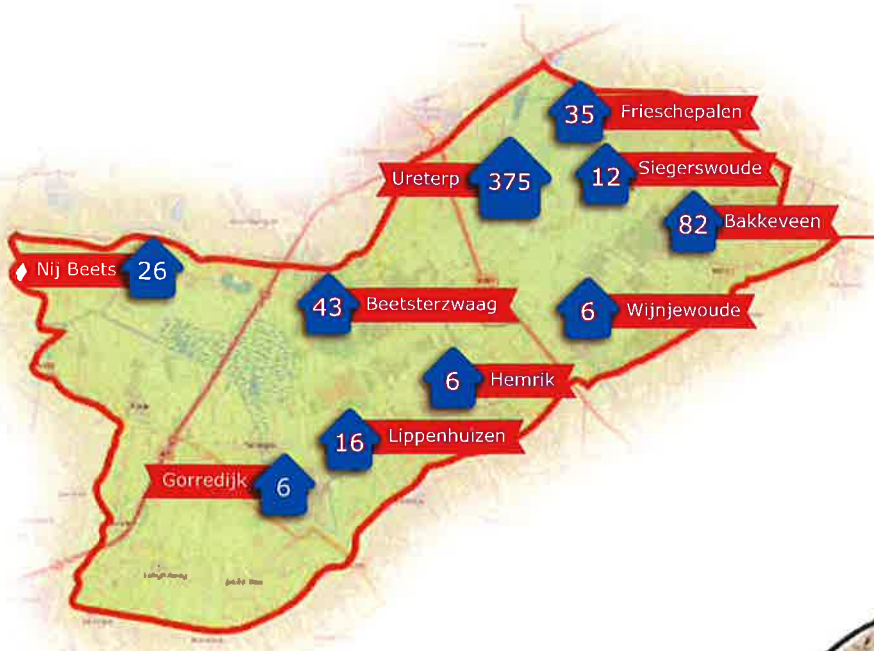 35 Frieschepalen
Ureterp 375
12 Siegerswoude
82 Bakkeveen
Nij Beets 26
43 Beetsterzwaag
6 Wijnjewoude
6 Hemrik
16 Lippenhuizen
Gorredijk 6